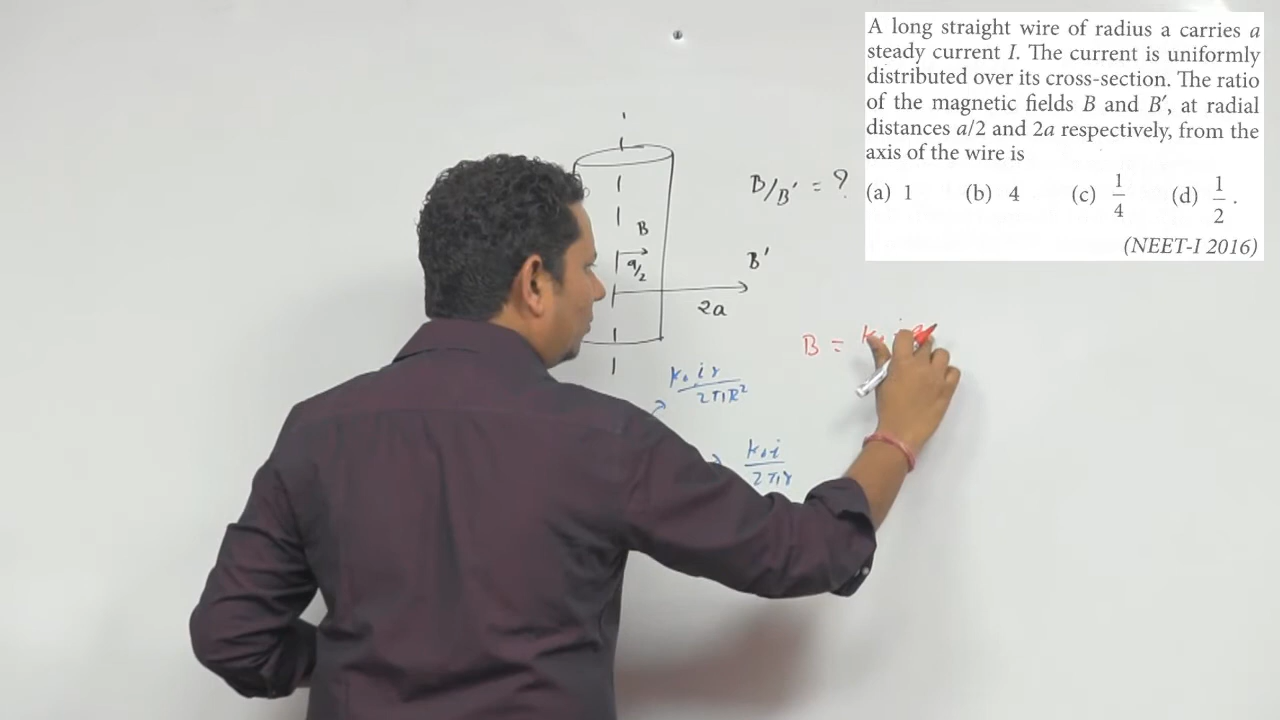 A long straight wire of radius a carries a
steady current I. The current is uniformly
distributed over its cross-section. The ratio
of the magnetic fields B and B′, at radial
distances a/2 and 2a respectively, from the
axis of the wire is
(a) 1 (b) 4 (c) 1/4 (d) 1/2 .
(NEET-I 2016)
B/B' = ?
B
a/2
B'
2a
μ₀ i r / 2π R²
μ₀ i / 2π r
B =